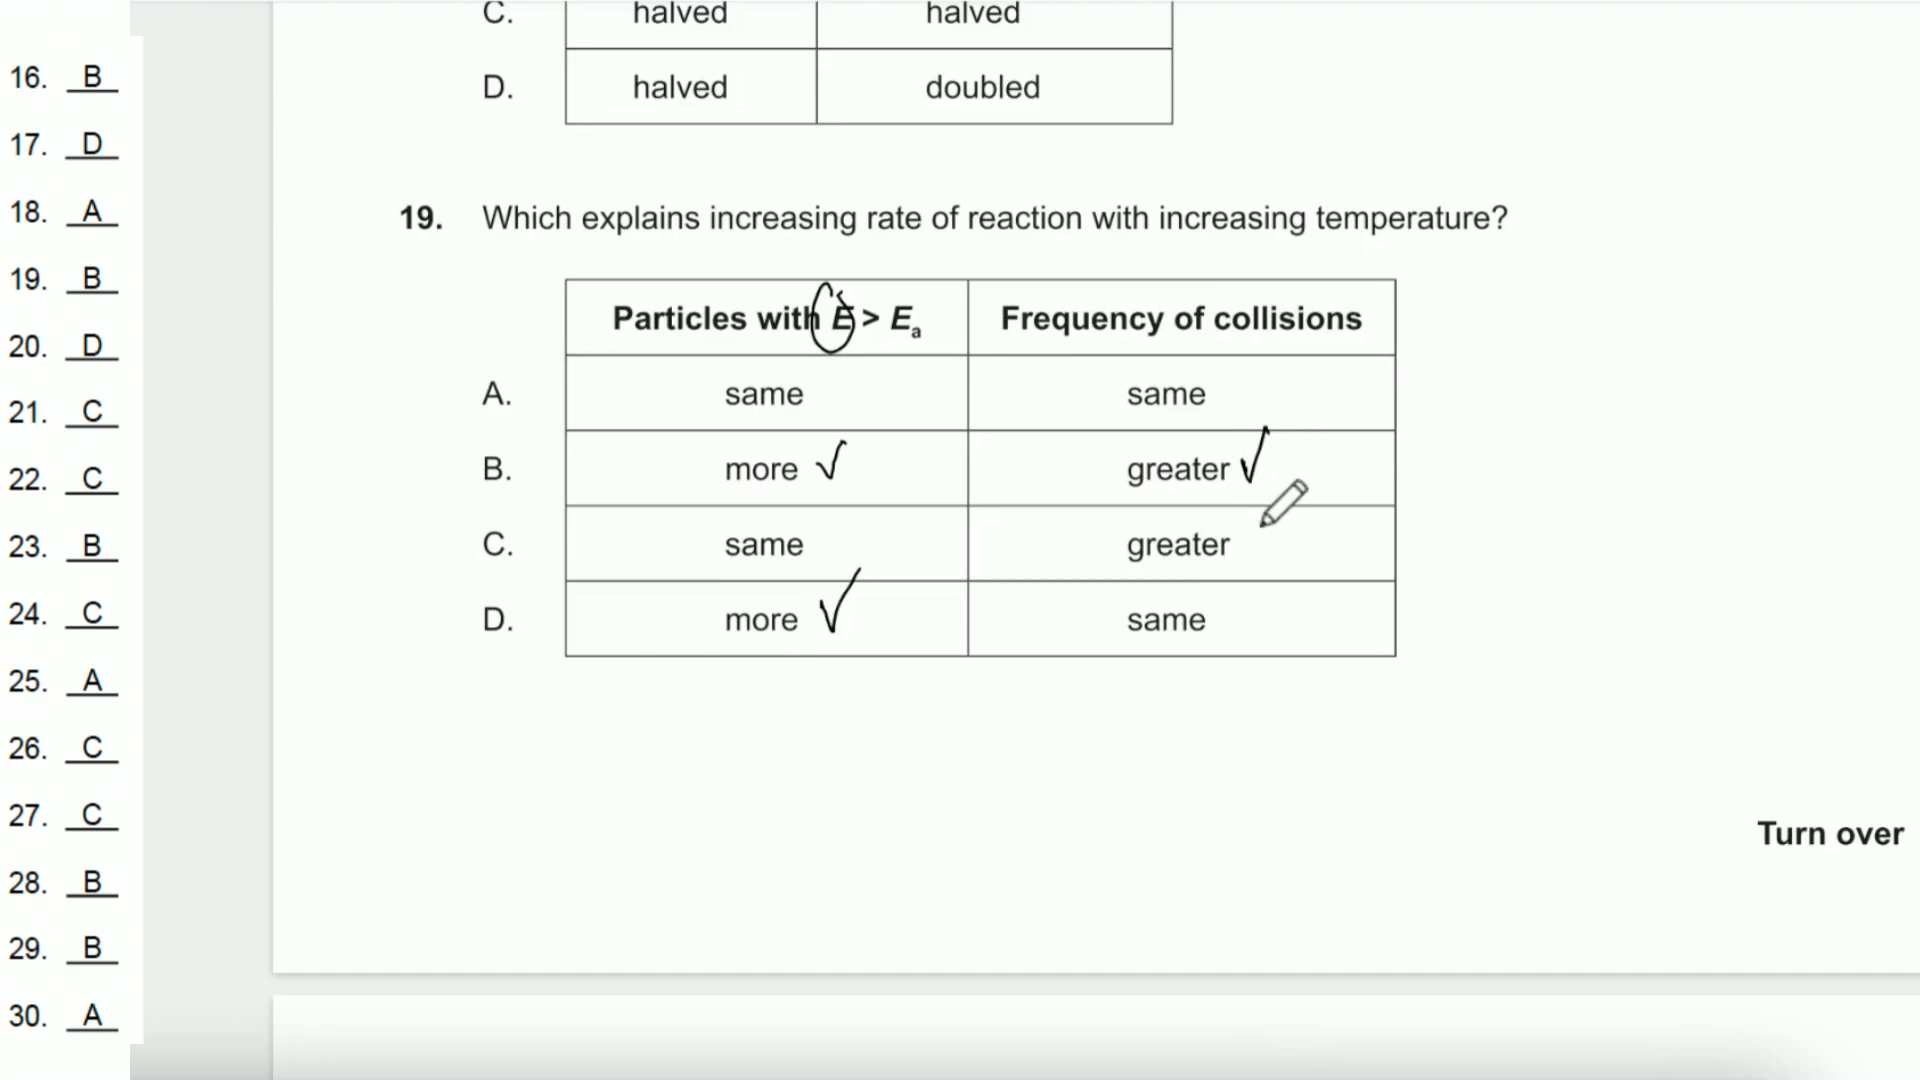 16. B
17. D
18. A
19. B
20. D
21. C
22. C
23. B
24. C
25. A
26. C
27. C
28. B
29. B
30. A
C. halved halved
D. halved doubled
19. Which explains increasing rate of reaction with increasing temperature?
Particles with E > Ea Frequency of collisions
A. same same
B. more ✓ greater ✓
C. same greater
D. more ✓ same
Turn over